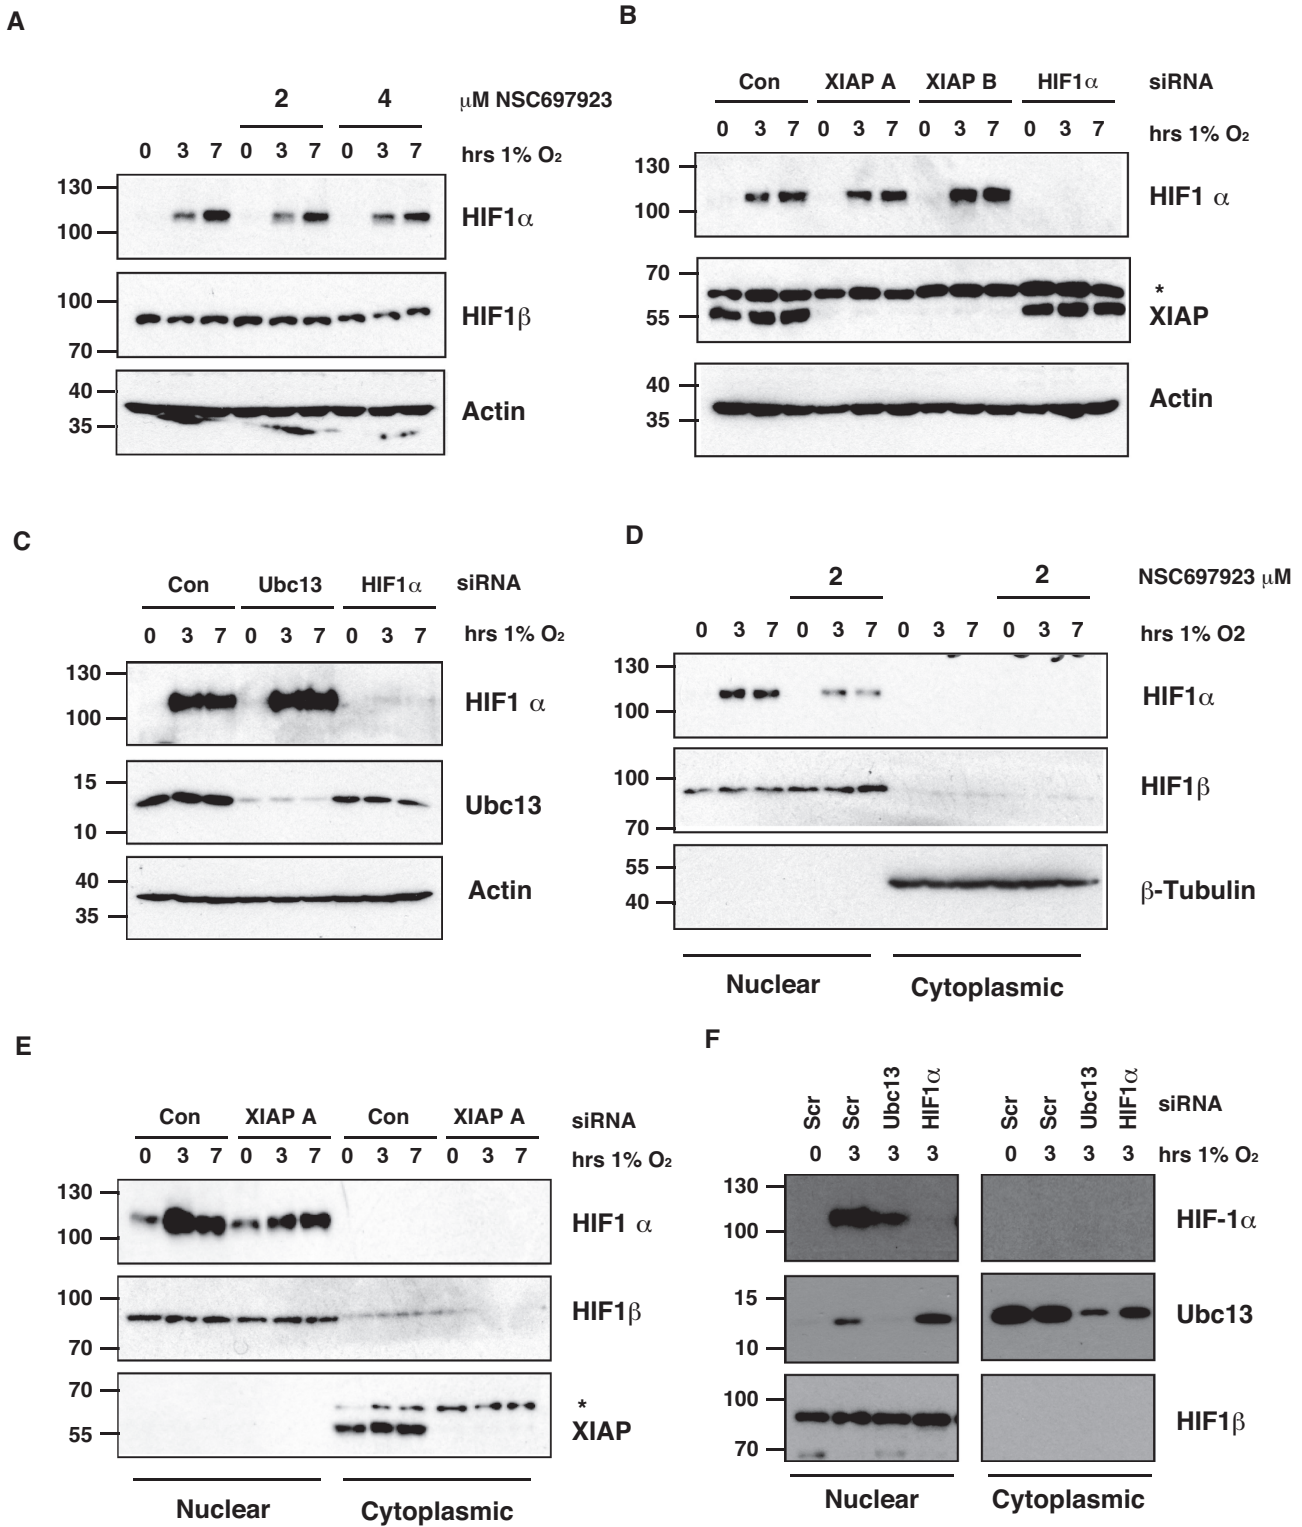 A
2 4 μM NSC697923
0 3 7 0 3 7 0 3 7 hrs 1% O2
130
100
HIF1α
100
70
HIF1β
40
35
Actin
B
Con XIAP A XIAP B HIF1α siRNA
0 3 7 0 3 7 0 3 7 0 3 7 hrs 1% O2
130
100
HIF1 α
70
55
*
XIAP
40
35
Actin
C
Con Ubc13 HIF1α siRNA
0 3 7 0 3 7 0 3 7 hrs 1% O2
130
100
HIF1 α
15
10
Ubc13
40
35
Actin
D
2 2 NSC697923 μM
0 3 7 0 3 7 0 3 7 0 3 7 hrs 1% O2
130
100
HIF1α
100
70
HIF1β
55
40
β-Tubulin
Nuclear Cytoplasmic
E
Con XIAP A Con XIAP A siRNA
0 3 7 0 3 7 0 3 7 0 3 7 hrs 1% O2
130
100
HIF1 α
100
70
HIF1β
70
55
*
XIAP
Nuclear Cytoplasmic
F
Scr Scr Ubc13 HIF1α Scr Scr Ubc13 HIF1α siRNA
0 3 3 3 0 3 3 3 hrs 1% O2
130
100
HIF-1α
15
10
Ubc13
100
70
HIF1β
Nuclear Cytoplasmic